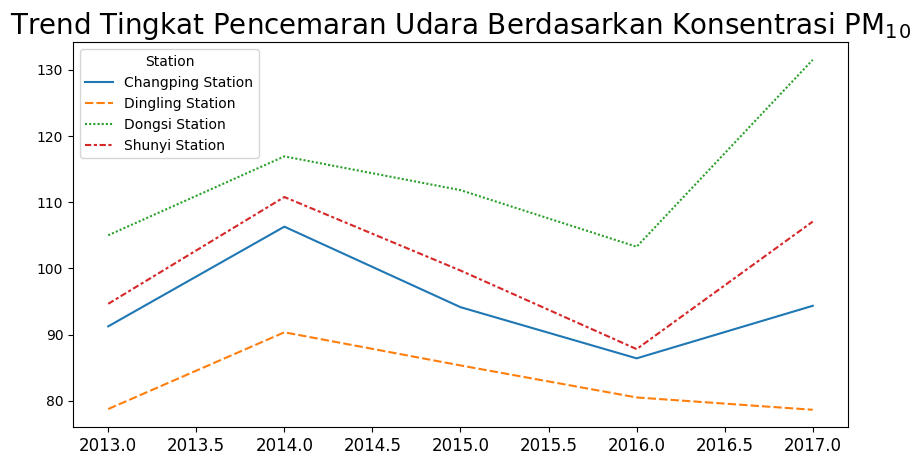 Trend Tingkat Pencemaran Udara Berdasarkan Konsentrasi PM₁₀
Station
Changping Station
Dingling Station
Dongsi Station
Shunyi Station
130
120
110
100
90
80
2013.0 2013.5 2014.0 2014.5 2015.0 2015.5 2016.0 2016.5 2017.0